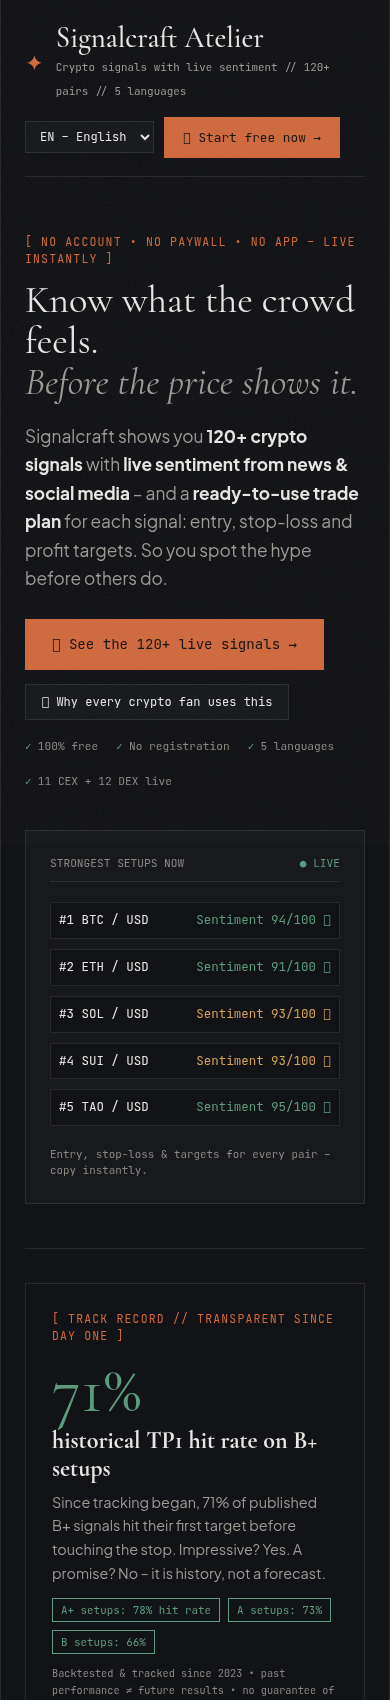 ✦ Signalcraft Atelier
Crypto signals with live sentiment // 120+
pairs // 5 languages
EN – English
Start free now →
[ NO ACCOUNT • NO PAYWALL • NO APP – LIVE
INSTANTLY ]
Know what the crowd
feels.
Before the price shows it.
Signalcraft shows you 120+ crypto
signals with live sentiment from news &
social media – and a ready-to-use trade
plan for each signal: entry, stop-loss and
profit targets. So you spot the hype
before others do.
See the 120+ live signals →
Why every crypto fan uses this
✓ 100% free ✓ No registration ✓ 5 languages
✓ 11 CEX + 12 DEX live
STRONGEST SETUPS NOW ● LIVE
#1 BTC / USD Sentiment 94/100
#2 ETH / USD Sentiment 91/100
#3 SOL / USD Sentiment 93/100
#4 SUI / USD Sentiment 93/100
#5 TAO / USD Sentiment 95/100
Entry, stop-loss & targets for every pair –
copy instantly.
[ TRACK RECORD // TRANSPARENT SINCE
DAY ONE ]
71%
historical TP1 hit rate on B+
setups
Since tracking began, 71% of published
B+ signals hit their first target before
touching the stop. Impressive? Yes. A
promise? No – it is history, not a forecast.
A+ setups: 78% hit rate A setups: 73%
B setups: 66%
Backtested & tracked since 2023 • past
performance ≠ future results • no guarantee of